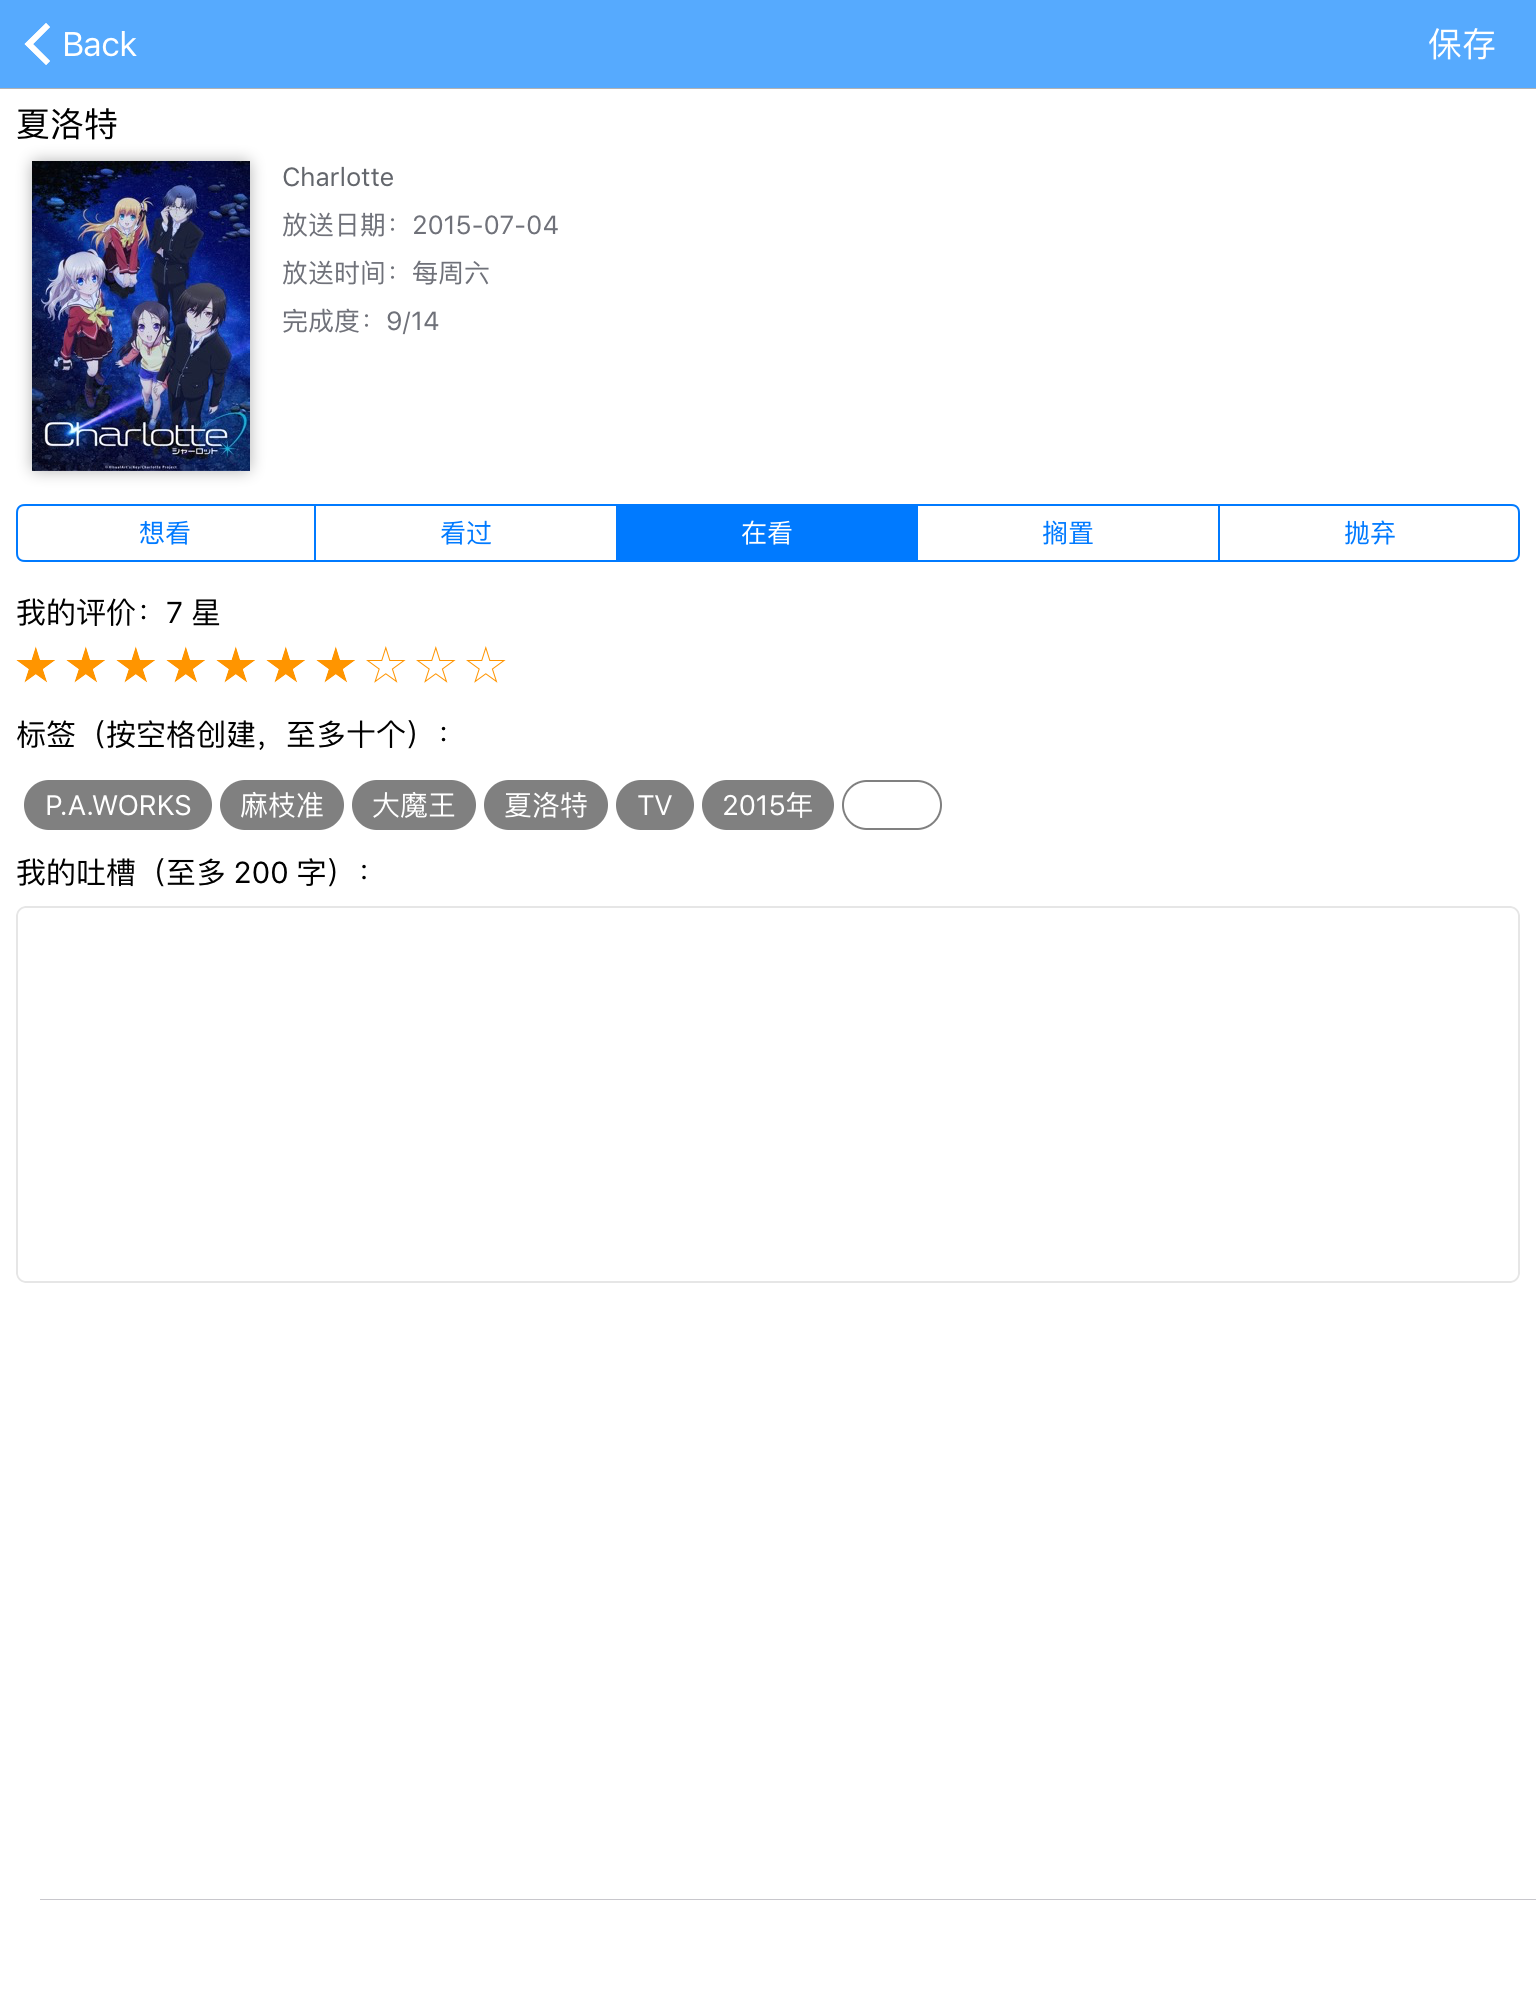 Back
保存
夏洛特
Charlotte
放送日期：2015-07-04
放送时间：每周六
完成度：9/14
Charlotte
シャーロット
想看
看过
在看
搁置
抛弃
我的评价：7 星
★★★★★★★☆☆☆
标签（按空格创建，至多十个）：
P.A.WORKS
麻枝准
大魔王
夏洛特
TV
2015年
我的吐槽（至多 200 字）：